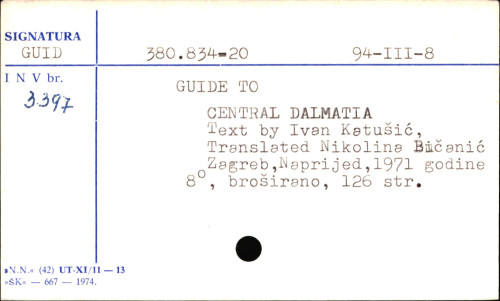 SIGNATURA
GUID 380.834-20 94-III-8
I N V br.
3397
GUIDE TO
CENTRAL DALMATIA
Text by Ivan Katušić,
Translated Nikolina Bučanić
Zagreb,Naprijed,1971 godine
8°, broširano, 126 str.
»N.N.« (42) UT-XI/11 — 13
»SK« — 667 — 1974.